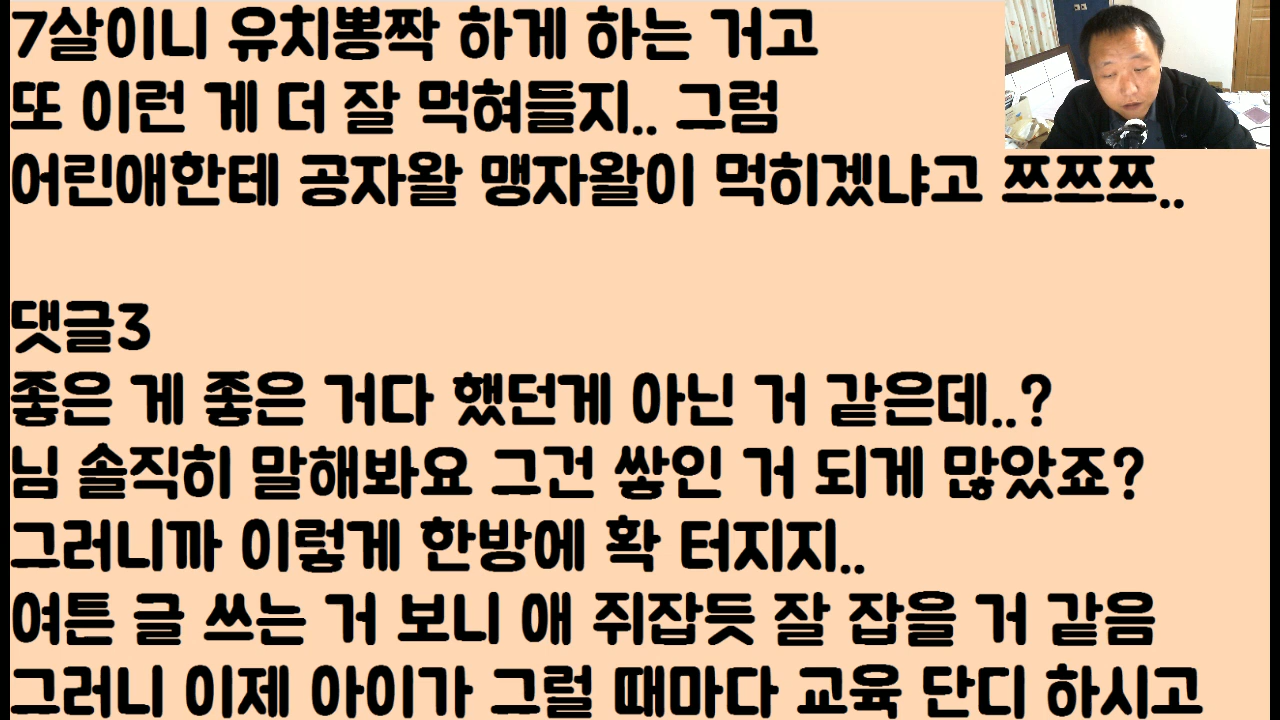 7살이니 유치뽕짝 하게 하는 거고
또 이런 게 더 잘 먹혀들지.. 그럼
어린애한테 공자왈 맹자왈이 먹히겠냐고 쯔쯔쯔..
댓글3
좋은 게 좋은 거다 했던게 아닌 거 같은데..?
님 솔직히 말해봐요 그건 쌓인 거 되게 많았죠?
그러니까 이렇게 한방에 확 터지지..
여튼 글 쓰는 거 보니 애 쥐잡듯 잘 잡을 거 같음
그러니 이제 아이가 그럴 때마다 교육 단디 하시고